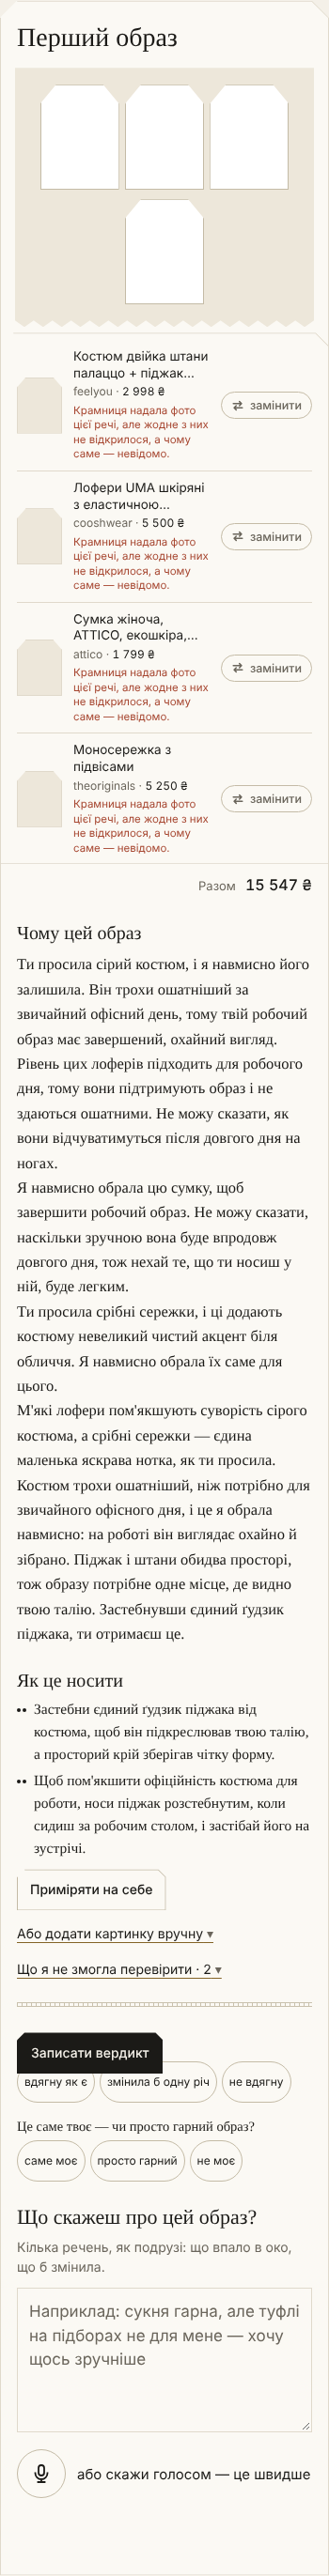 Перший образ
Костюм двійка штани
палаццо + піджак…
feelyou · 2 998 ₴
Крамниця надала фото
цієї речі, але жодне з них
не відкрилося, а чому
саме — невідомо.
замінити
Лофери UMA шкіряні
з еластичною…
cooshwear · 5 500 ₴
Крамниця надала фото
цієї речі, але жодне з них
не відкрилося, а чому
саме — невідомо.
замінити
Сумка жіноча,
ATTICO, екошкіра,…
attico · 1 799 ₴
Крамниця надала фото
цієї речі, але жодне з них
не відкрилося, а чому
саме — невідомо.
замінити
Моносережка з
підвісами
theoriginals · 5 250 ₴
Крамниця надала фото
цієї речі, але жодне з них
не відкрилося, а чому
саме — невідомо.
замінити
Разом 15 547 ₴
Чому цей образ
Ти просила сірий костюм, і я навмисно його
залишила. Він трохи ошатніший за
звичайний офісний день, тому твій робочий
образ має завершений, охайний вигляд.
Рівень цих лоферів підходить для робочого
дня, тому вони підтримують образ і не
здаються ошатними. Не можу сказати, як
вони відчуватимуться після довгого дня на
ногах.
Я навмисно обрала цю сумку, щоб
завершити робочий образ. Не можу сказати,
наскільки зручною вона буде впродовж
довгого дня, тож нехай те, що ти носиш у
ній, буде легким.
Ти просила срібні сережки, і ці додають
костюму невеликий чистий акцент біля
обличчя. Я навмисно обрала їх саме для
цього.
М'які лофери пом'якшують суворість сірого
костюма, а срібні сережки — єдина
маленька яскрава нотка, як ти просила.
Костюм трохи ошатніший, ніж потрібно для
звичайного офісного дня, і це я обрала
навмисно: на роботі він виглядає охайно й
зібрано. Піджак і штани обидва просторі,
тож образу потрібне одне місце, де видно
твою талію. Застебнувши єдиний ґудзик
піджака, ти отримаєш це.
Як це носити
Застебни єдиний ґудзик піджака від
костюма, щоб він підкреслював твою талію,
а просторий крій зберігав чітку форму.
Щоб пом'якшити офіційність костюма для
роботи, носи піджак розстебнутим, коли
сидиш за робочим столом, і застібай його на
зустрічі.
Приміряти на себе
Або додати картинку вручну ▾
Що я не змогла перевірити · 2 ▾
Записати вердикт
вдягну як є
змінила б одну річ
не вдягну
Це саме твоє — чи просто гарний образ?
саме моє
просто гарний
не моє
Що скажеш про цей образ?
Кілька речень, як подрузі: що впало в око,
що б змінила.
Наприклад: сукня гарна, але туфлі
на підборах не для мене — хочу
щось зручніше
або скажи голосом — це швидше